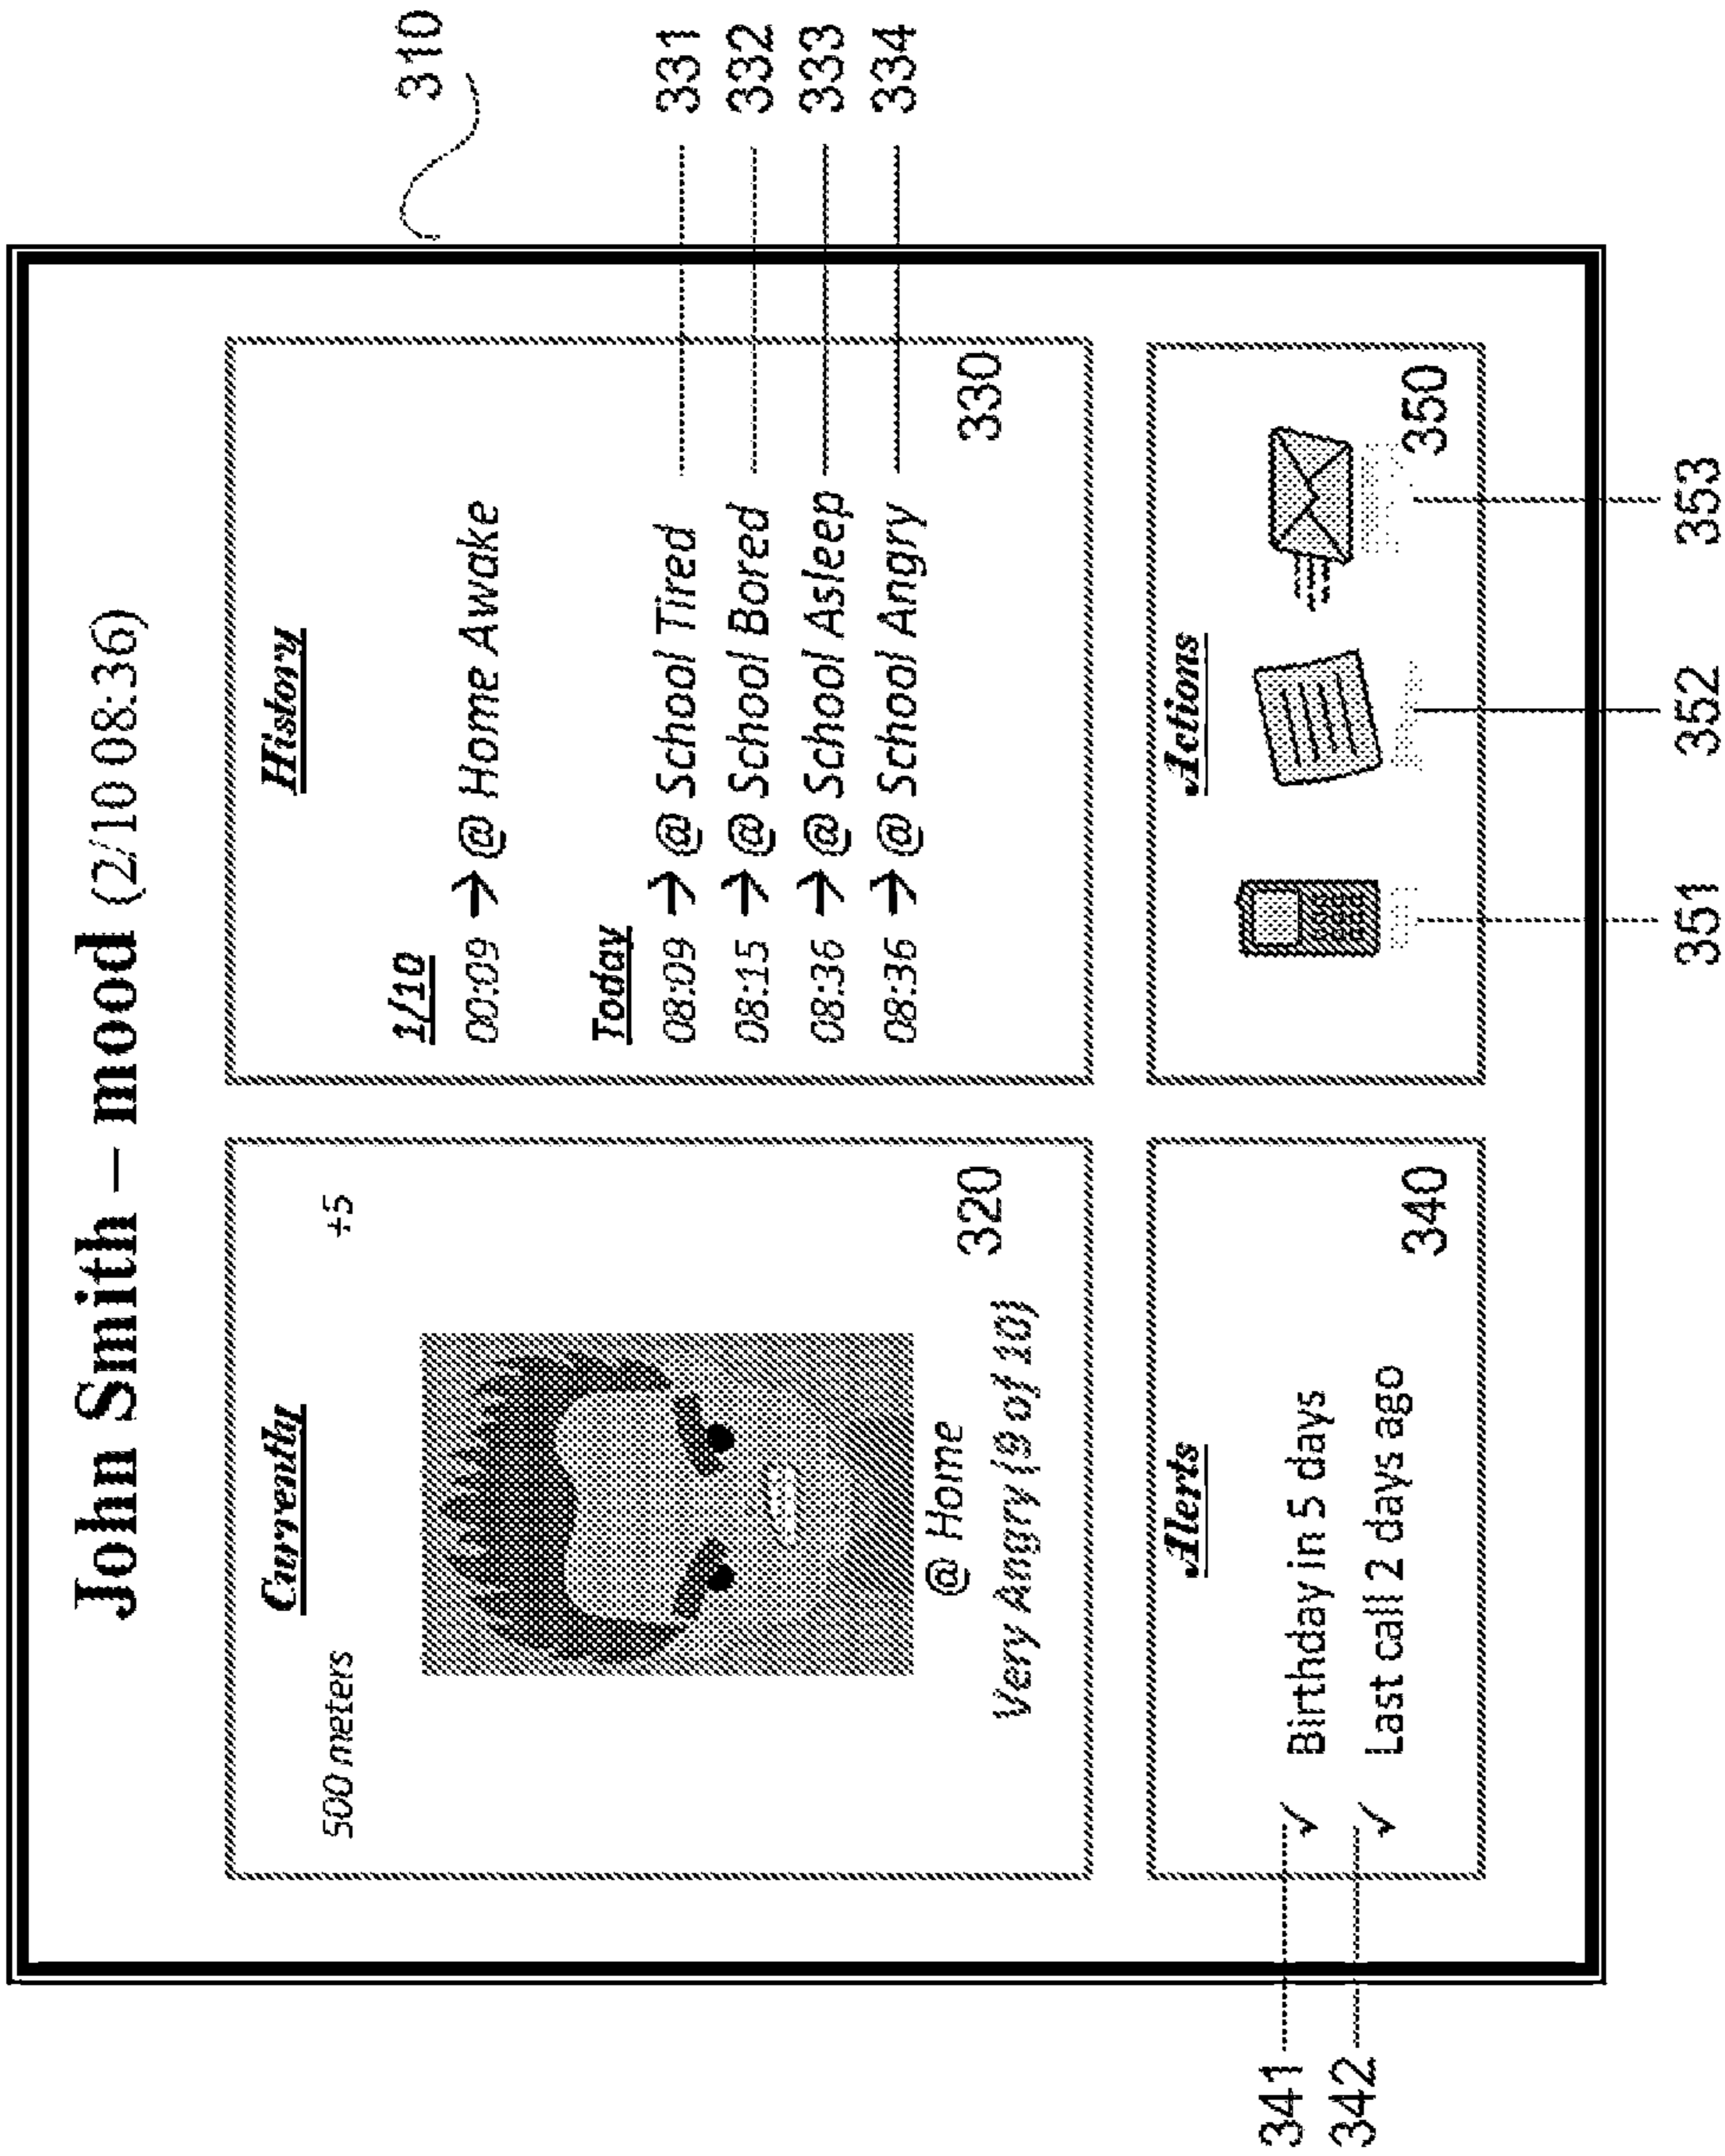 John Smith – mood (2/10 08:36)
310
Currently
500 meters
+5
@ Home
Very Angry (9 of 10)
320
History
1/10
00:09 → @ Home Awake
Today
08:09 → @ School Tired
331
08:15 → @ School Bored
332
08:36 → @ School Asleep
333
08:36 → @ School Angry
334
330
Alerts
341
✓ Birthday in 5 days
342
✓ Last call 2 days ago
340
Actions
350
351
352
353